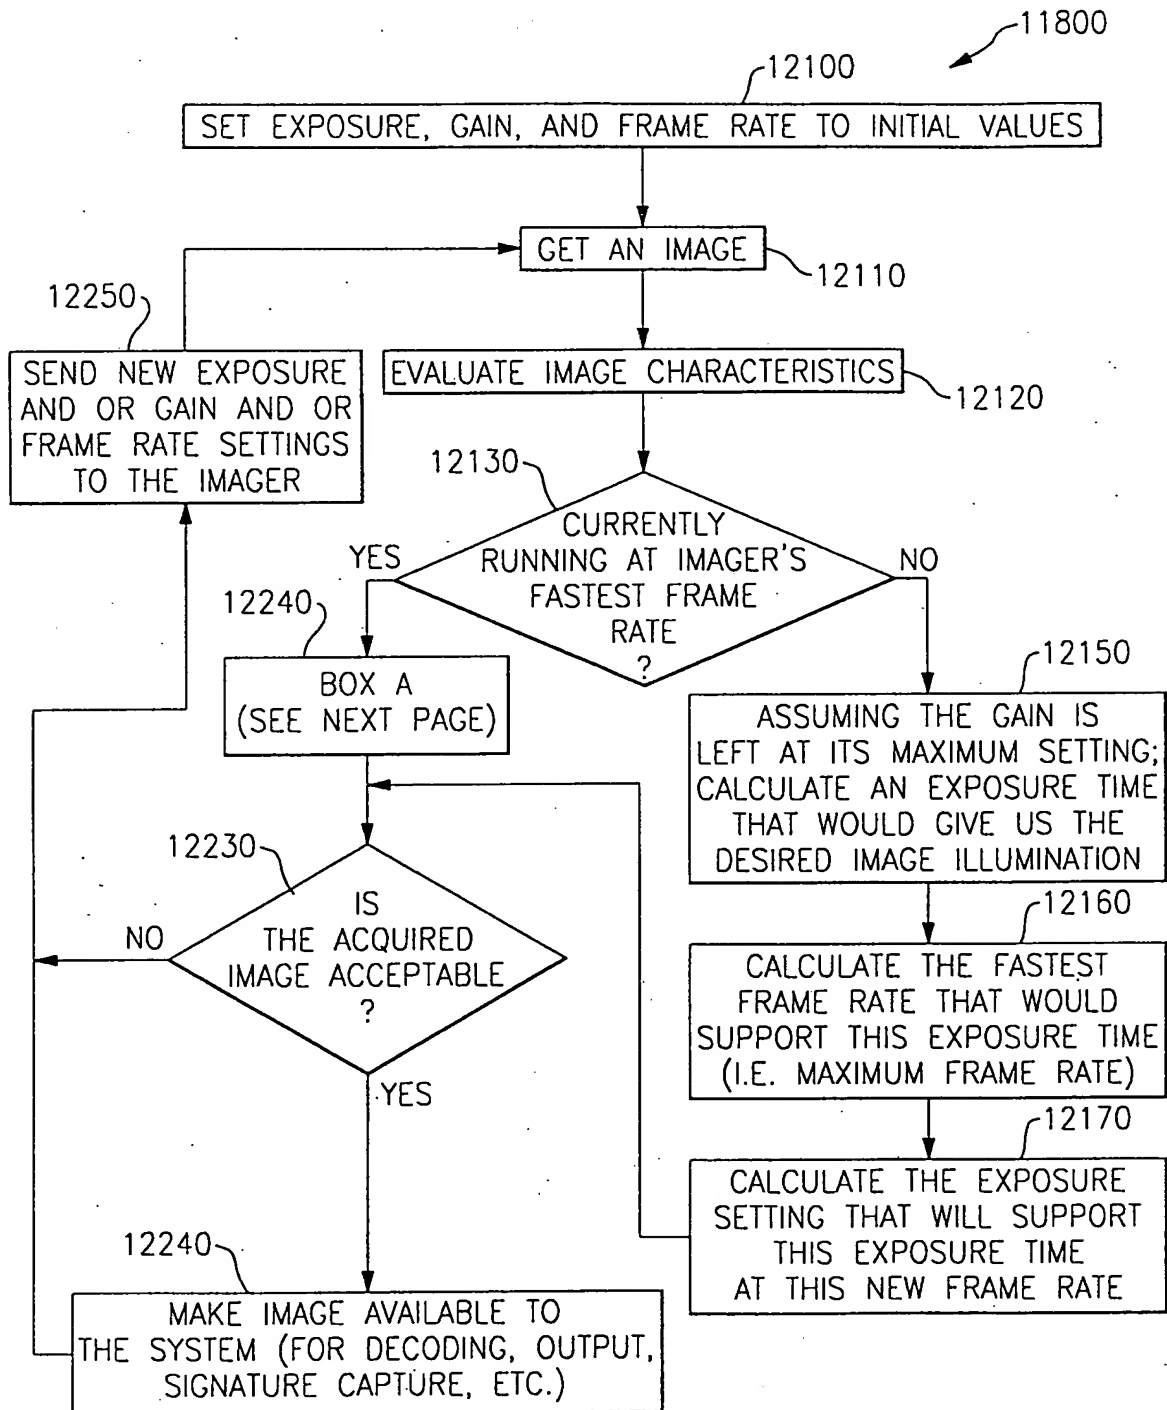 11800
12100
SET EXPOSURE, GAIN, AND FRAME RATE TO INITIAL VALUES
GET AN IMAGE
12110
12250
SEND NEW EXPOSURE
AND OR GAIN AND OR
FRAME RATE SETTINGS
TO THE IMAGER
EVALUATE IMAGE CHARACTERISTICS
12120
12130
CURRENTLY
RUNNING AT IMAGER'S
FASTEST FRAME
RATE
?
YES
NO
12240
BOX A
(SEE NEXT PAGE)
12150
ASSUMING THE GAIN IS
LEFT AT ITS MAXIMUM SETTING;
CALCULATE AN EXPOSURE TIME
THAT WOULD GIVE US THE
DESIRED IMAGE ILLUMINATION
12230
IS
THE ACQUIRED
IMAGE ACCEPTABLE
?
NO
YES
12160
CALCULATE THE FASTEST
FRAME RATE THAT WOULD
SUPPORT THIS EXPOSURE TIME
(I.E. MAXIMUM FRAME RATE)
12170
CALCULATE THE EXPOSURE
SETTING THAT WILL SUPPORT
THIS EXPOSURE TIME
AT THIS NEW FRAME RATE
12240
MAKE IMAGE AVAILABLE TO
THE SYSTEM (FOR DECODING, OUTPUT,
SIGNATURE CAPTURE, ETC.)